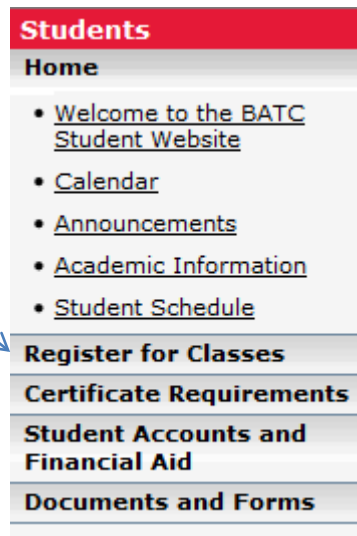 Students
Home
• Welcome to the BATC
Student Website
• Calendar
• Announcements
• Academic Information
• Student Schedule
Register for Classes
Certificate Requirements
Student Accounts and
Financial Aid
Documents and Forms